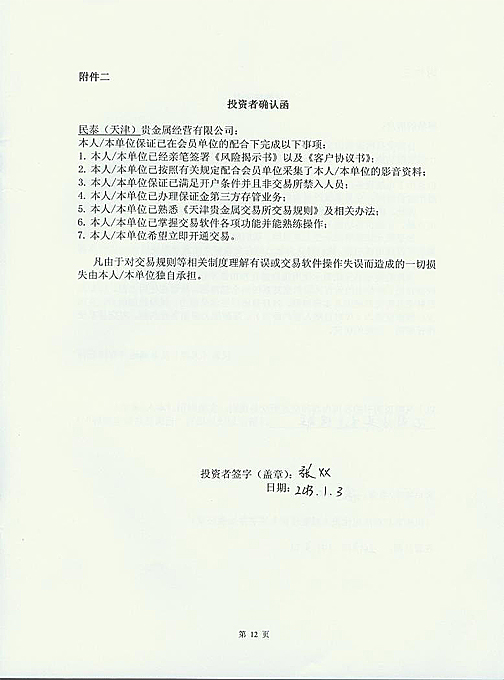 附件二
投资者确认函
民泰（天津）贵金属经营有限公司：
本人/本单位保证已在会员单位的配合下完成以下事项：
1. 本人/本单位已经亲笔签署《风险揭示书》以及《客户协议书》；
2. 本人/本单位已按照有关规定配合会员单位采集了本人/本单位的影音资料；
3. 本人/本单位保证已满足开户条件并且非交易所禁入人员；
4. 本人/本单位已办理保证金第三方存管业务；
5. 本人/本单位已熟悉《天津贵金属交易所交易规则》及相关办法；
6. 本人/本单位已掌握交易软件各项功能并能熟练操作；
7. 本人/本单位希望立即开通交易。
凡由于对交易规则等相关制度理解有误或交易软件操作失误而造成的一切损
失由本人/本单位独自承担。
投资者签字（盖章）：张双
日期：2013.1.3
第 12 页